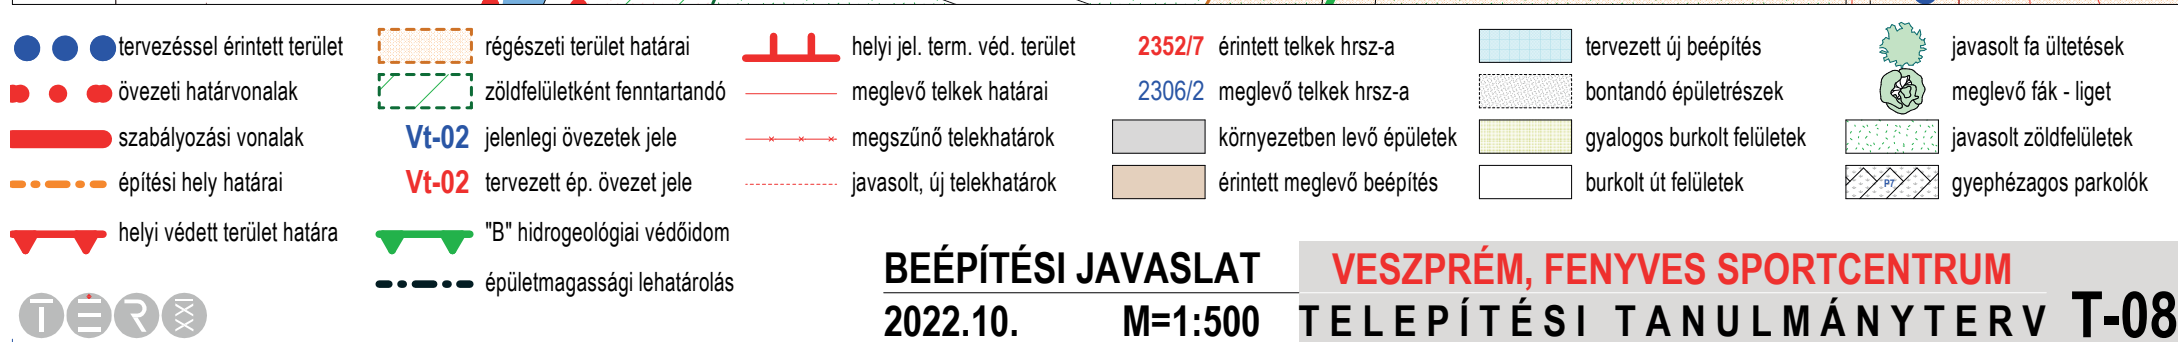 tervezéssel érintett terület
övezeti határvonalak
szabályozási vonalak
építési hely határai
helyi védett terület határa
régészeti terület határai
zöldfelületként fenntartandó
Vt-02 jelenlegi övezetek jele
Vt-02 tervezett ép. övezet jele
"B" hidrogeológiai védőidom
épületmagassági lehatárolás
helyi jel. term. véd. terület
meglevő telkek határai
megszűnő telekhatárok
javasolt, új telekhatárok
2352/7 érintett telkek hrsz-a
2306/2 meglevő telkek hrsz-a
környezetben levő épületek
érintett meglevő beépítés
tervezett új beépítés
bontandó épületrészek
gyalogos burkolt felületek
burkolt út felületek
javasolt fa ültetések
meglevő fák - liget
javasolt zöldfelületek
P7 gyephézagos parkolók
TÉR XXI
BEÉPÍTÉSI JAVASLAT
2022.10. M=1:500
VESZPRÉM, FENYVES SPORTCENTRUM
TELEPÍTÉSI TANULMÁNYTERV T-08